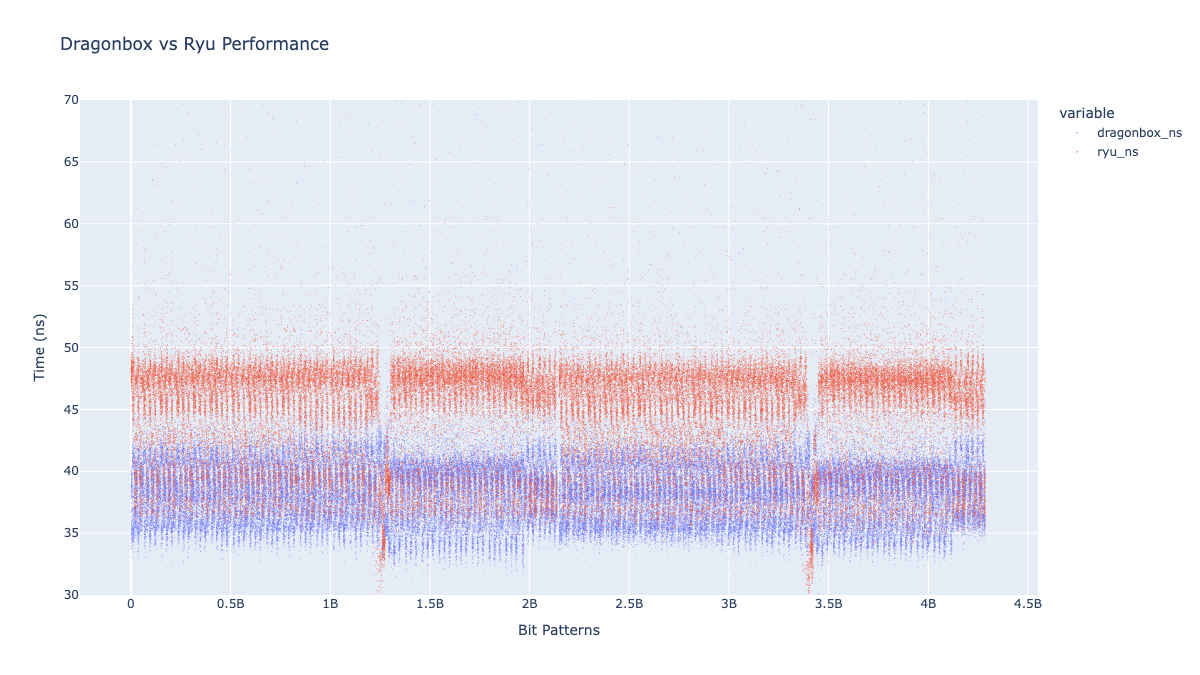 Dragonbox vs Ryu Performance
70
65
60
55
50
45
40
35
30
Time (ns)
0
0.5B
1B
1.5B
2B
2.5B
3B
3.5B
4B
4.5B
Bit Patterns
variable
dragonbox_ns
ryu_ns